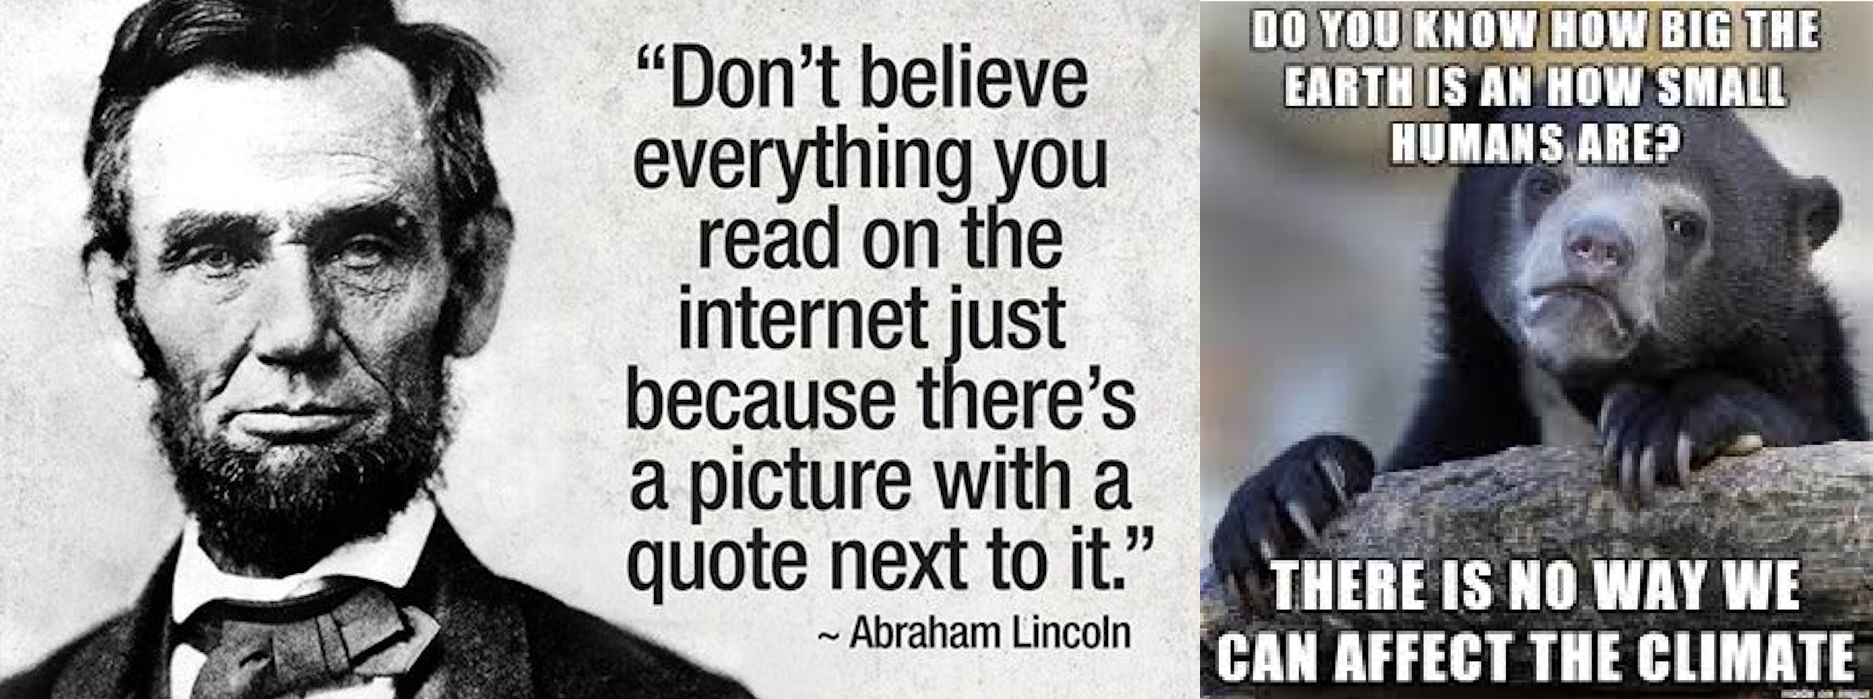 “Don’t believe
everything you
read on the
internet just
because there’s
a picture with a
quote next to it.”
~ Abraham Lincoln
DO YOU KNOW HOW BIG THE
EARTH IS AN HOW SMALL
HUMANS ARE?
THERE IS NO WAY WE
CAN AFFECT THE CLIMATE